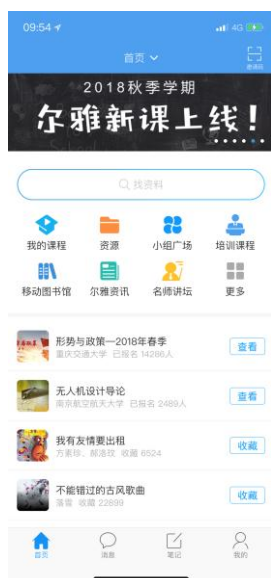 09:54
4G
首页
邀请码
2018秋季学期
尔雅新课上线!
找资料
我的课程
资源
小组广场
培训课程
移动图书馆
尔雅资讯
名师讲坛
更多
形势与政策—2018年春季
重庆交通大学 已报名 14286人
查看
无人机设计导论
南京航空航天大学 已报名 2489人
查看
我有友情要出租
方素珍、郝洛玟 收藏 6524
收藏
不能错过的古风歌曲
落雪 收藏 22899
收藏
首页
消息
笔记
我的